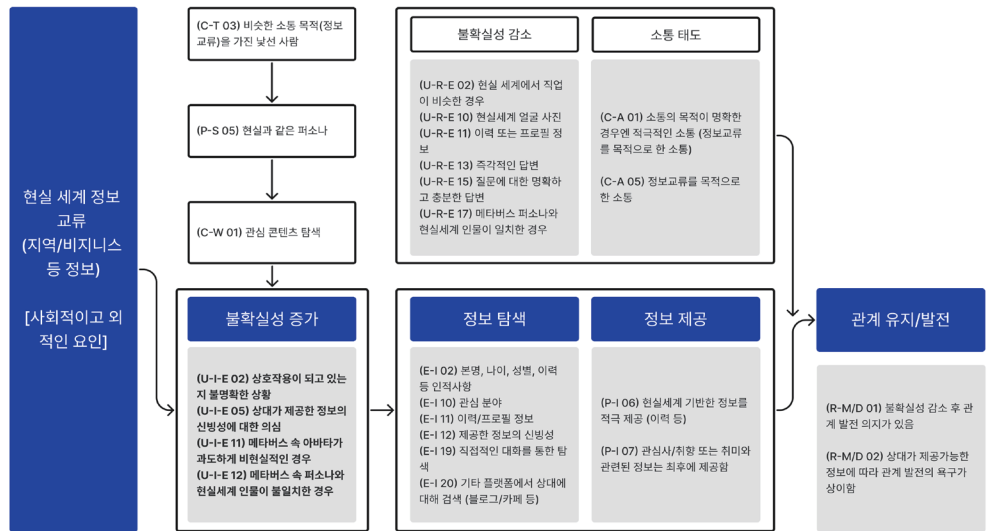 현실 세계 정보
교류
(지역/비지니스
등 정보)
[사회적이고 외
적인 요인]
(C-T 03) 비슷한 소통 목적(정보
교류)을 가진 낯선 사람
(P-S 05) 현실과 같은 페소나
(C-W 01) 관심 콘텐츠 탐색
불확실성 증가
(U-I-E 02) 상호작용이 되고 있는
지 불명확한 상황
(U-I-E 05) 상대가 제공한 정보의
신빙성에 대한 의심
(U-I-E 11) 메타버스 속 아바타가
과도하게 비현실적인 경우
(U-I-E 12) 메타버스 속 퍼소나와
현실세계 인물이 불일치한 경우
불확실성 감소
(U-R-E 02) 현실 세계에서 직업
이 비슷한 경우
(U-R-E 10) 현실세계 얼굴 사진
(U-R-E 11) 이력 또는 프로필 정
보
(U-R-E 13) 즉각적인 답변
(U-R-E 15) 질문에 대한 명확하
고 충분한 답변
(U-R-E 17) 메타버스 퍼소나와
현실세계 인물이 일치한 경우
소통 태도
(C-A 01) 소통의 목적이 명확한
경우엔 적극적인 소통 (정보교류
를 목적으로 한 소통)
(C-A 05) 정보교류를 목적으로
한 소통
정보 탐색
(E-I 02) 본명, 나이, 성별, 이력
등 인적사항
(E-I 10) 관심 분야
(E-I 11) 이력/프로필 정보
(E-I 12) 제공한 정보의 신빙성
(E-I 19) 직접적인 대화를 통한 탐
색
(E-I 20) 기타 플랫폼에서 상대에
대해 검색 (블로그/카페 등)
정보 제공
(P-I 06) 현실세계 기반한 정보를
적극 제공 (이력 등)
(P-I 07) 관심사/취향 또는 취미와
관련된 정보는 최후에 제공함
관계 유지/발전
(R-M/D 01) 불확실성 감소 후 관
계 발전 의지가 있음
(R-M/D 02) 상대가 제공가능한
정보에 따라 관계 발전의 욕구가
상이함